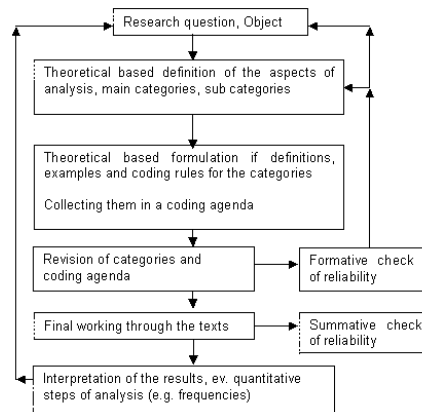 Research question, Object
Theoretical based definition of the aspects of
analysis, main categories, sub categories
Theoretical based formulation if definitions,
examples and coding rules for the categories
Collecting them in a coding agenda
Revision of categories and
coding agenda
Formative check
of reliability
Final working through the texts
Summative check
of reliability
Interpretation of the results, ev. quantitative
steps of analysis (e.g. frequencies)